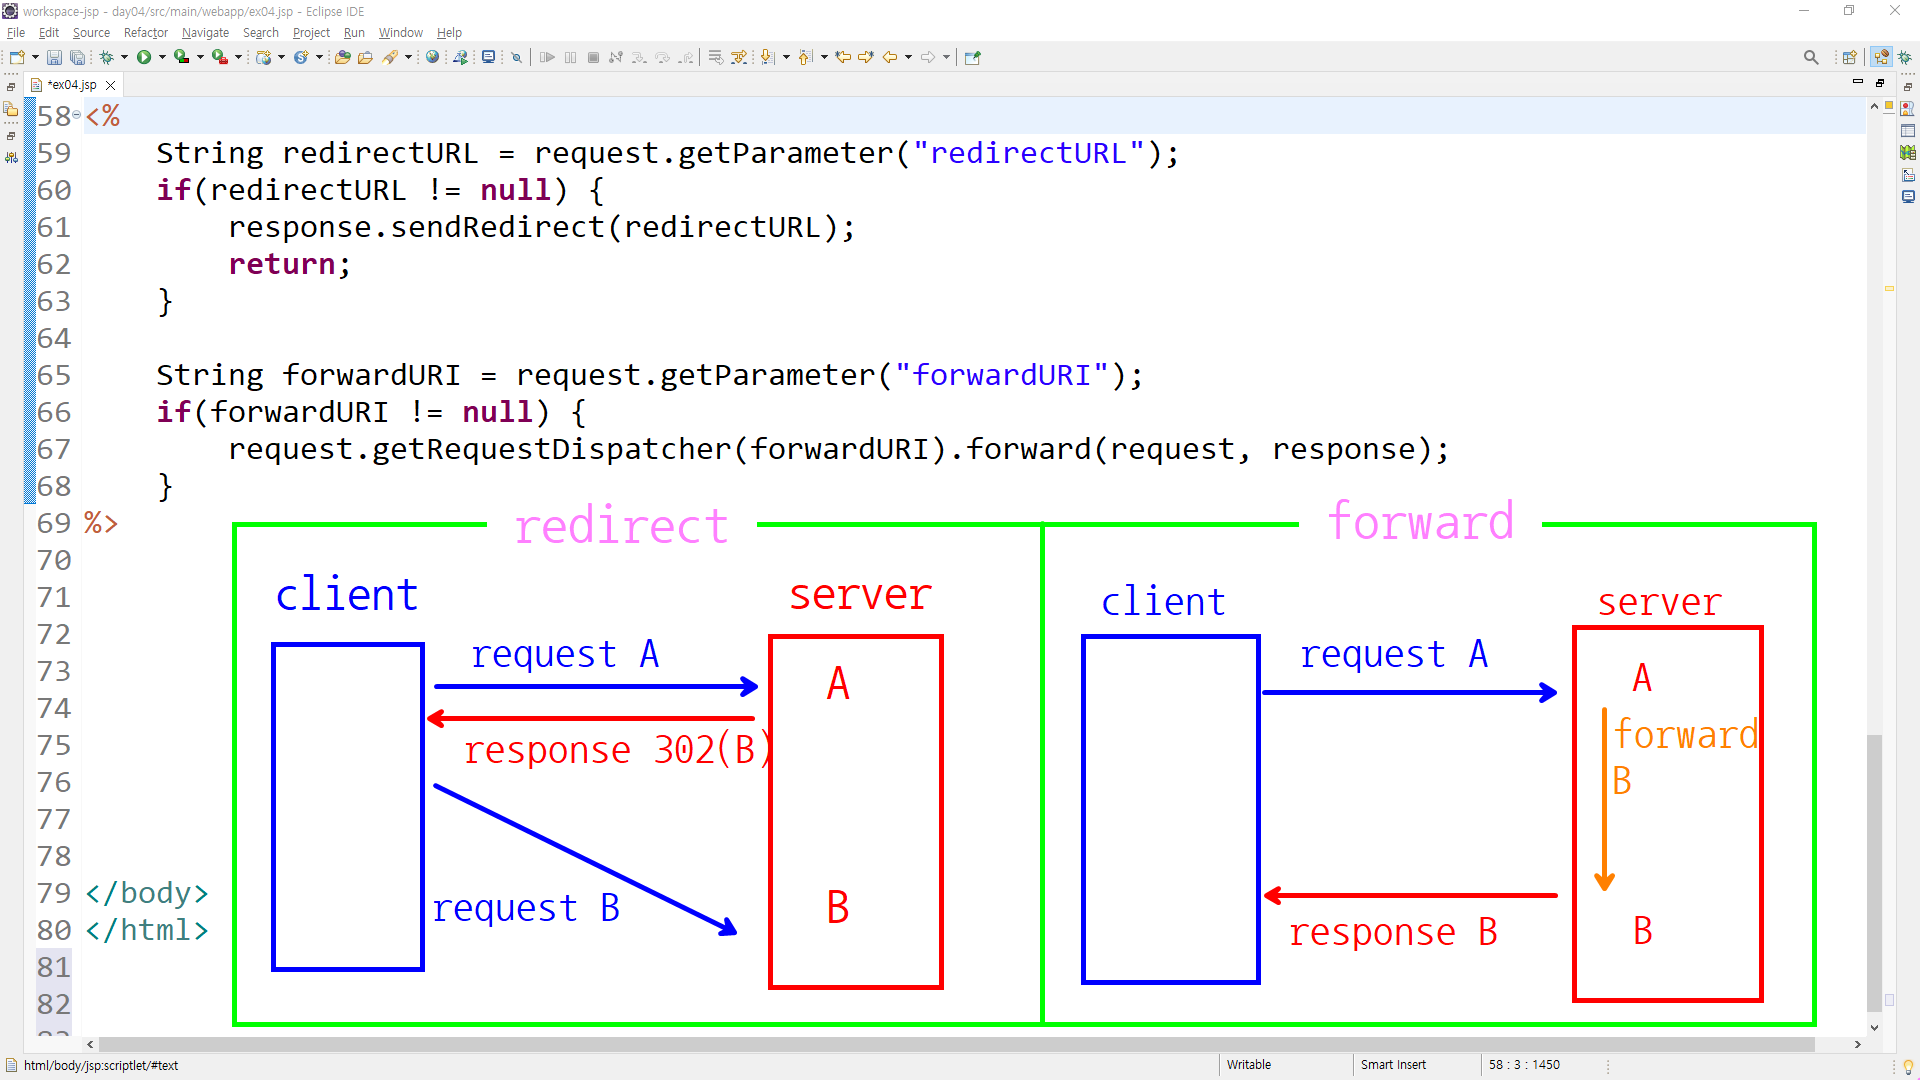 workspace-jsp - day04/src/main/webapp/ex04.jsp - Eclipse IDE
File Edit Source Refactor Navigate Search Project Run Window Help
*ex04.jsp
58 <%
59     String redirectURL = request.getParameter("redirectURL");
60     if(redirectURL != null) {
61         response.sendRedirect(redirectURL);
62         return;
63     }
64
65     String forwardURI = request.getParameter("forwardURI");
66     if(forwardURI != null) {
67         request.getRequestDispatcher(forwardURI).forward(request, response);
68     }
69 %>
70
71
72
73
74
75
76
77
78
79 </body>
80 </html>
81
82
redirect
client
server
request A
A
response 302(B)
request B
B
forward
client
server
request A
A
forward
B
response B
B
html/body/jsp:scriptlet/#text
Writable
Smart Insert
58 : 3 : 1450